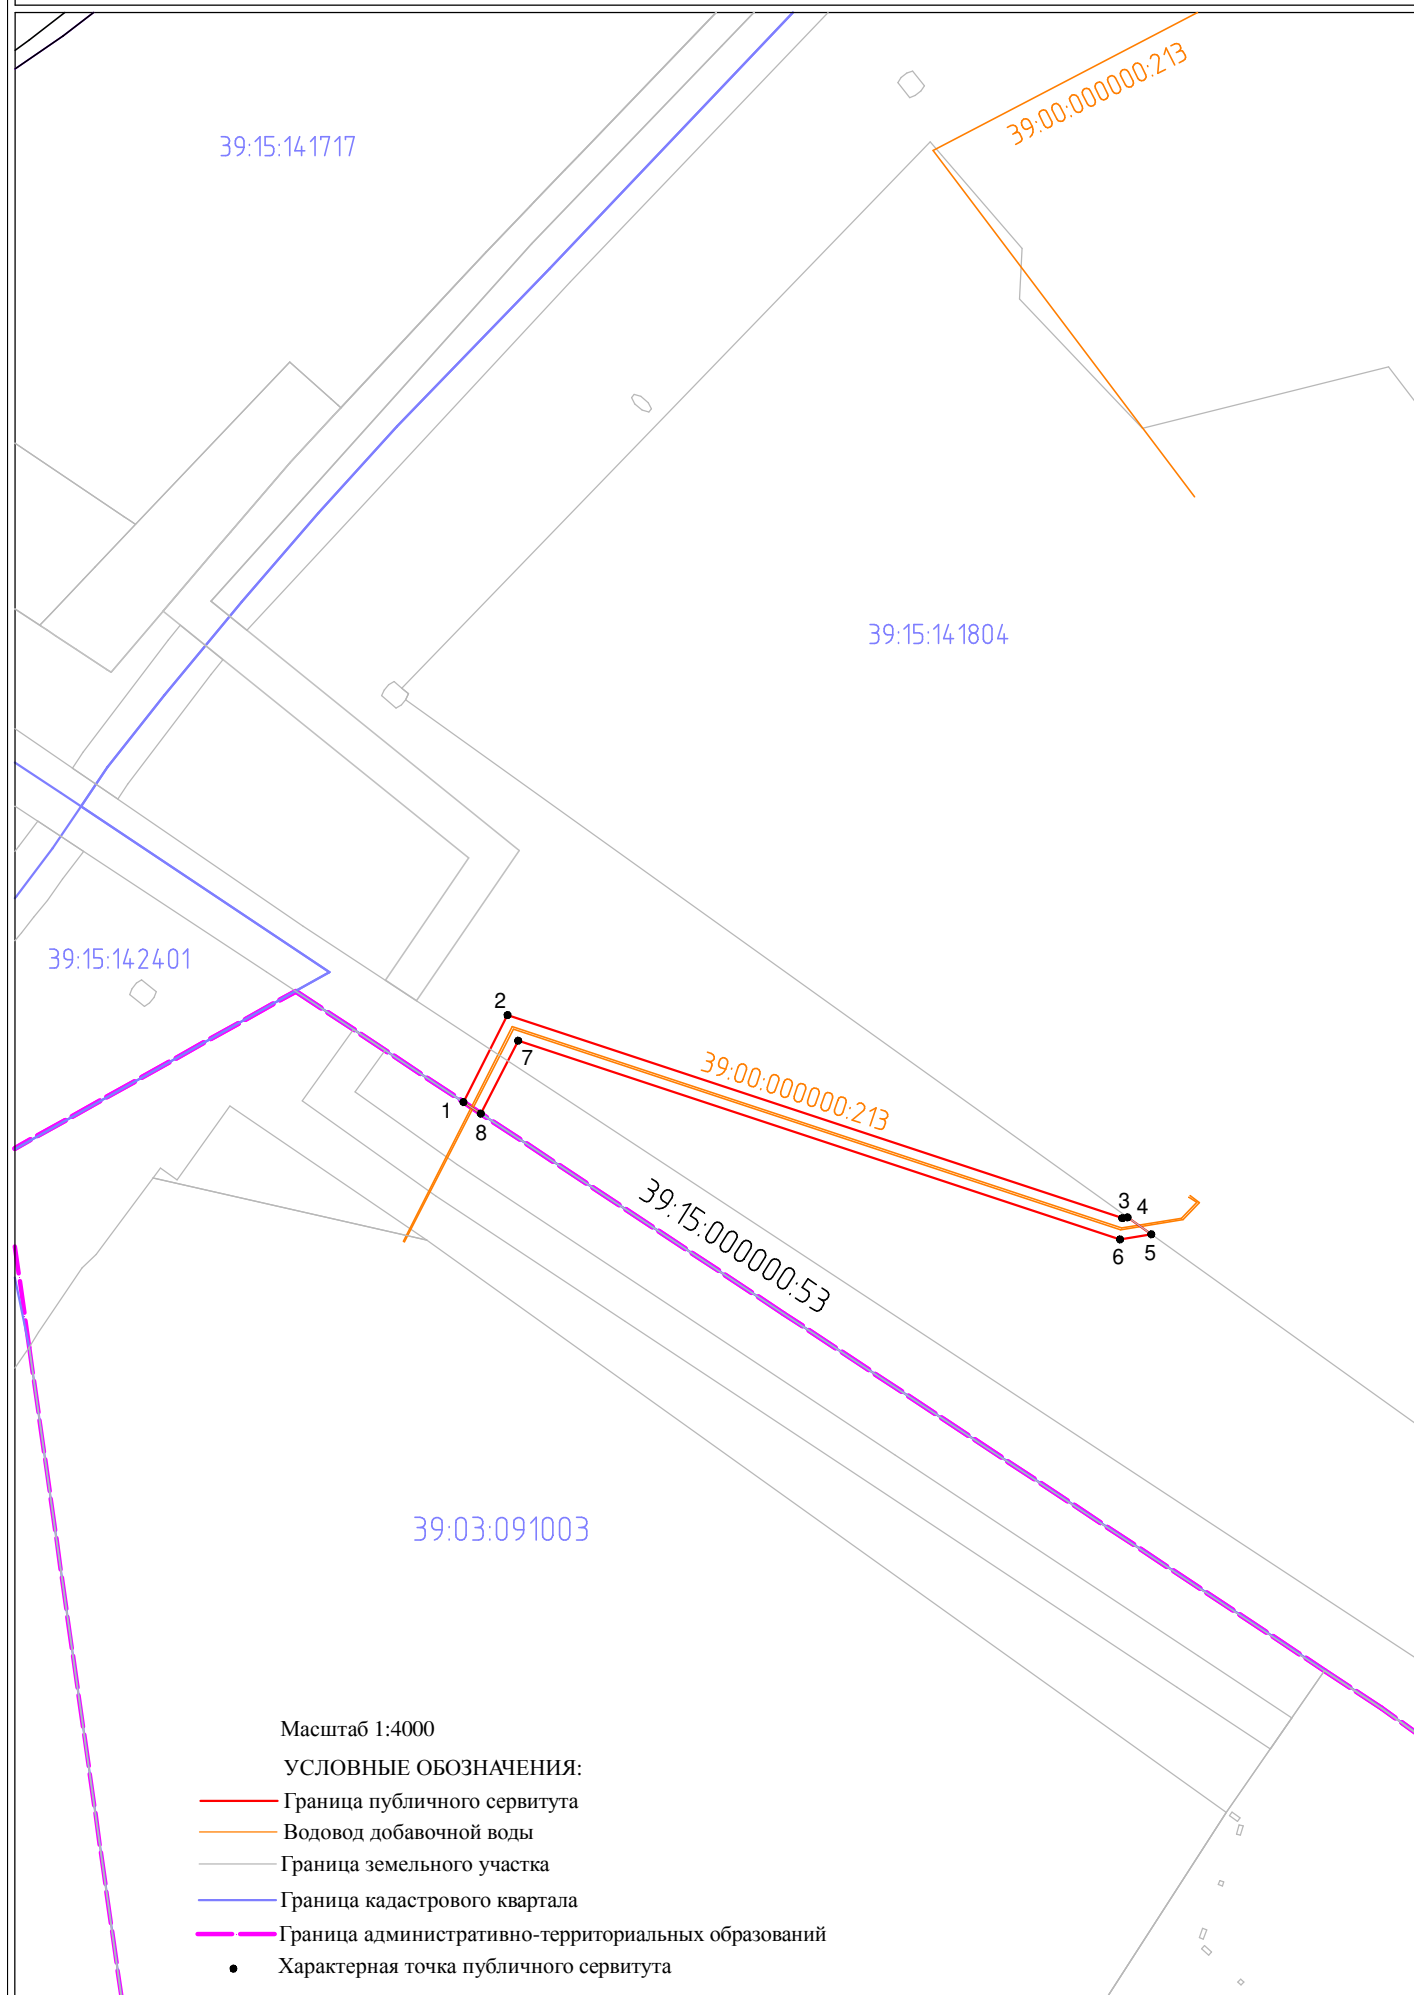 39:00:000000:213
39:15:141717
39:15:141804
39:15:142401
2
7
39:00:000000:213
1
8
39:15:000000:53
3
4
6
5
39:03:091003
Масштаб 1:4000
УСЛОВНЫЕ ОБОЗНАЧЕНИЯ:
Граница публичного сервитута
Водовод добавочной воды
Граница земельного участка
Граница кадастрового квартала
Граница административно-территориальных образований
Характерная точка публичного сервитута